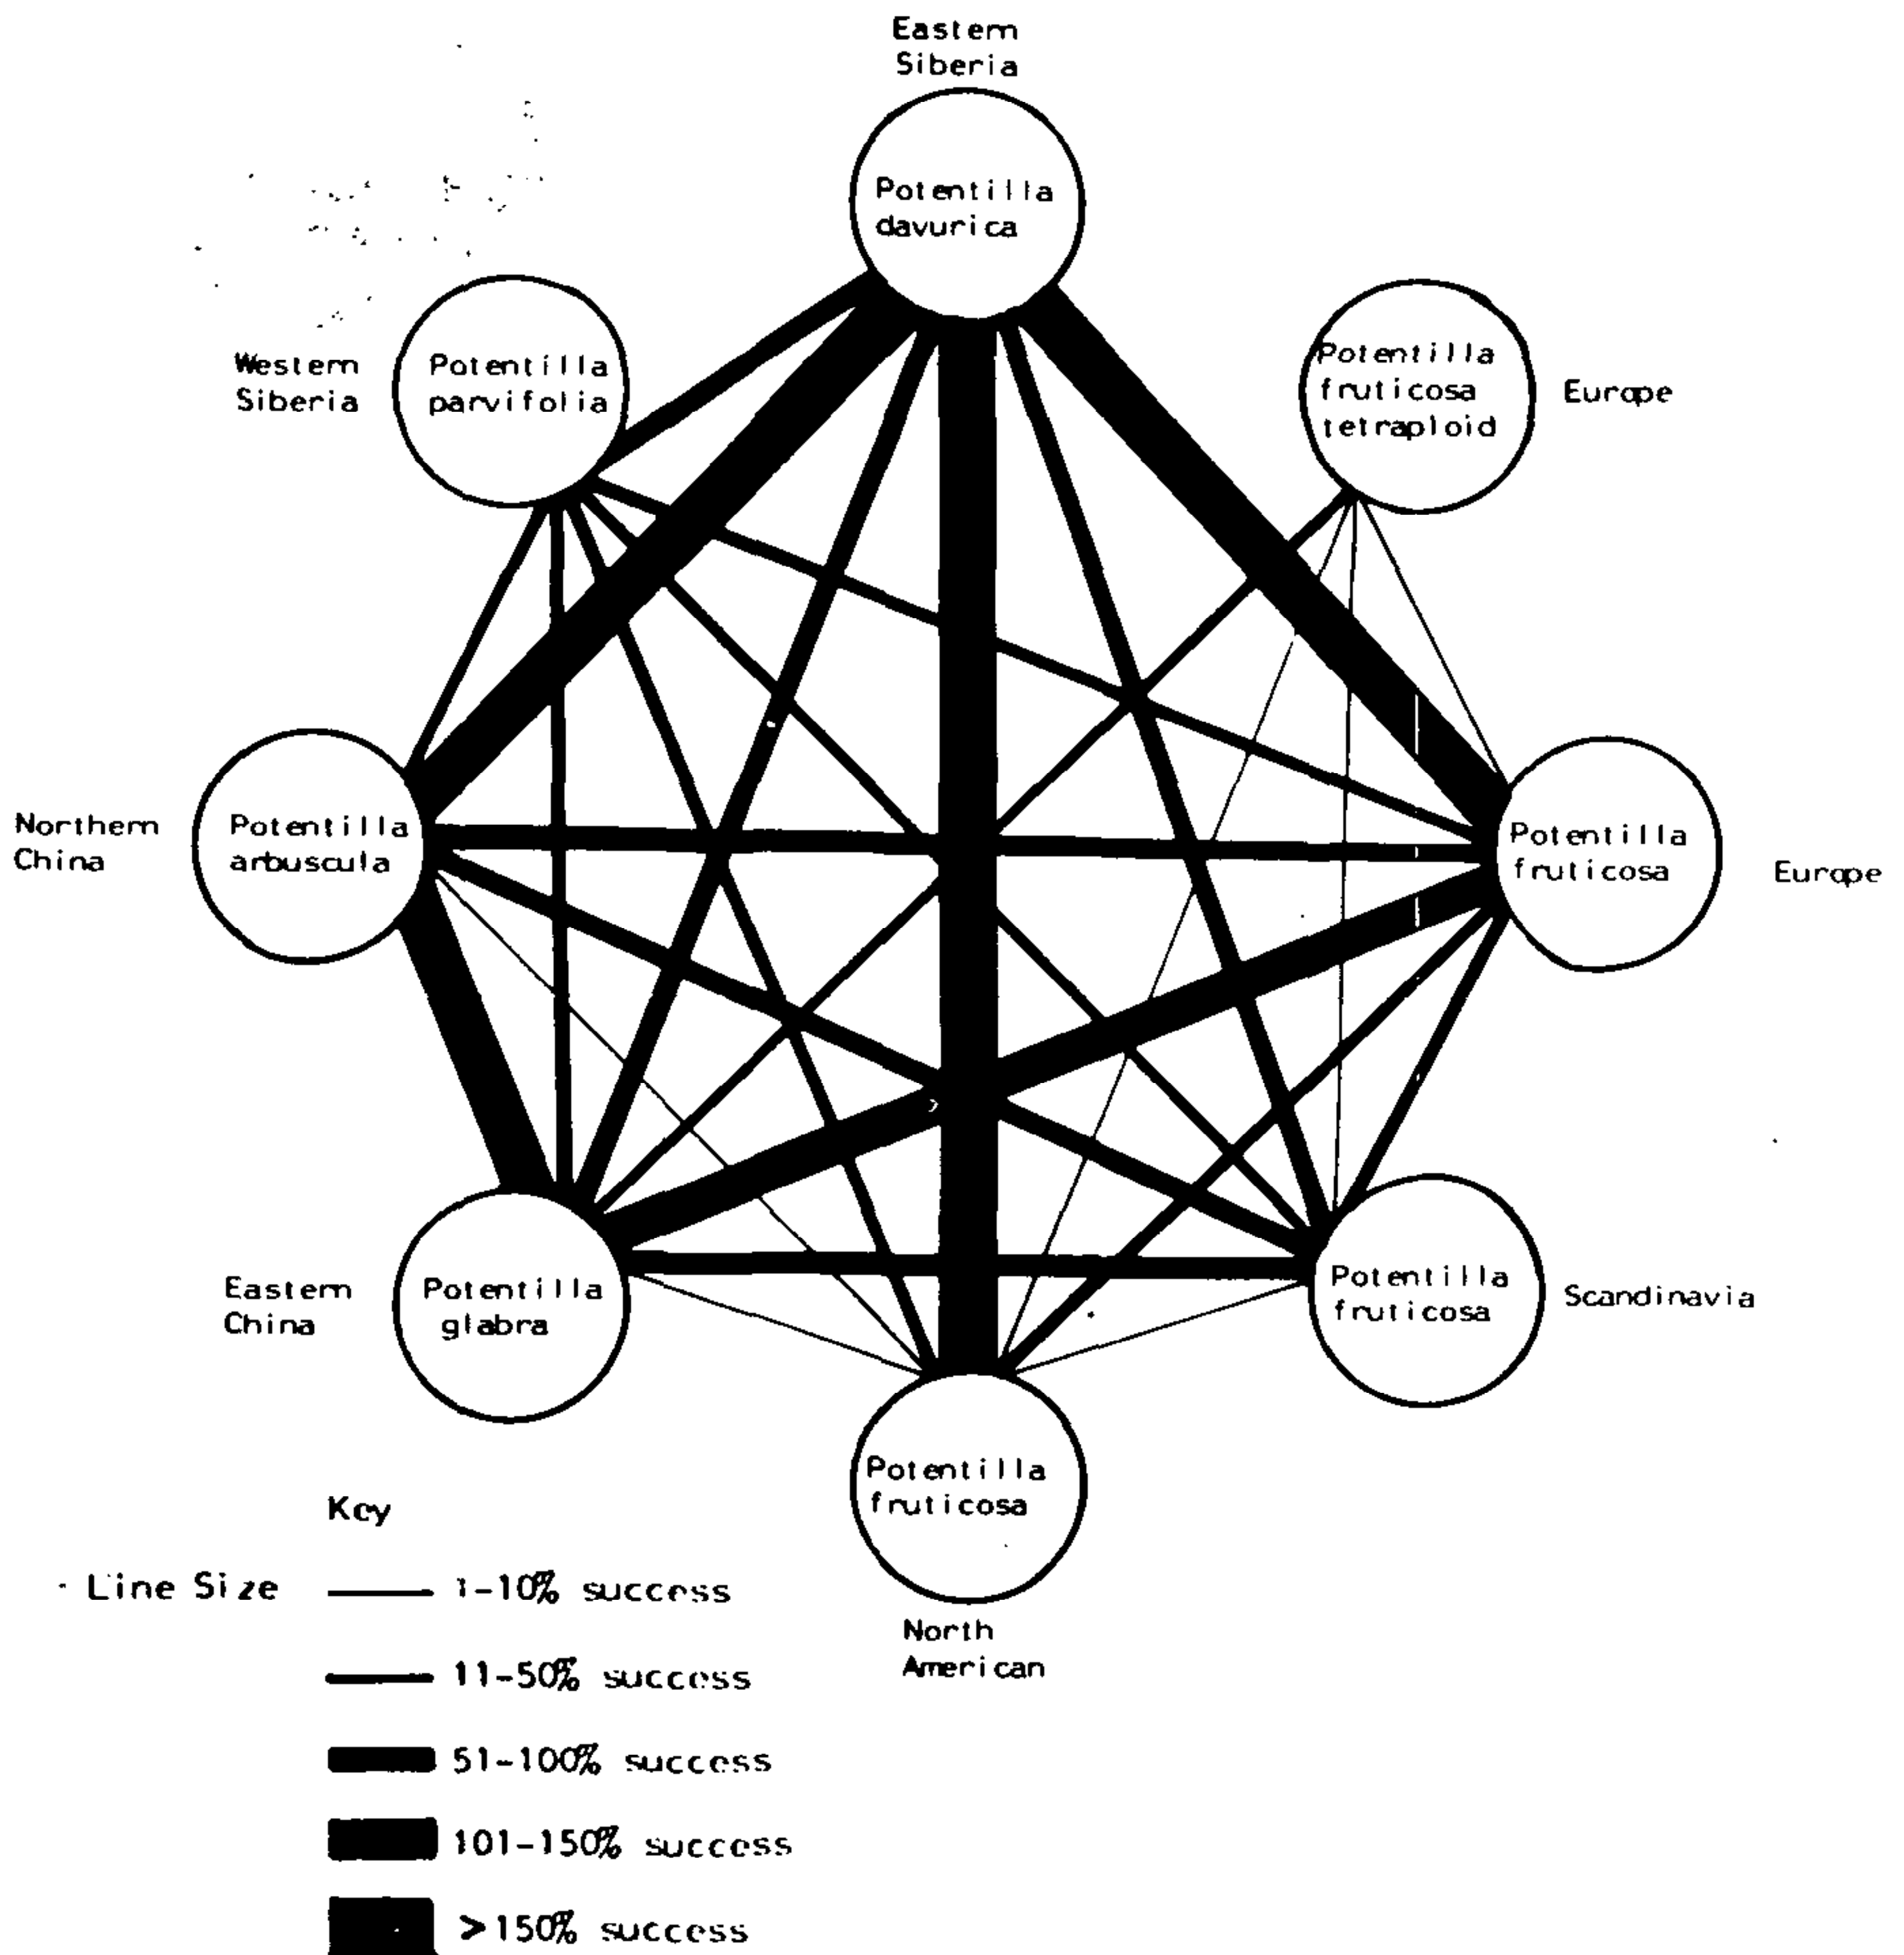 Eastern
Siberia
Potentilla
davurica
Western
Siberia
Potentilla
parvifolia
Potentilla
fruticosa
tetraploid
Europe
Northern
China
Potentilla
arbuscula
Potentilla
fruticosa
Europe
Eastern
China
Potentilla
glabra
Potentilla
fruticosa
Scandinavia
Potentilla
fruticosa
North
American
Key
Line Size
1-10% success
11-50% success
51-100% success
101-150% success
>150% success